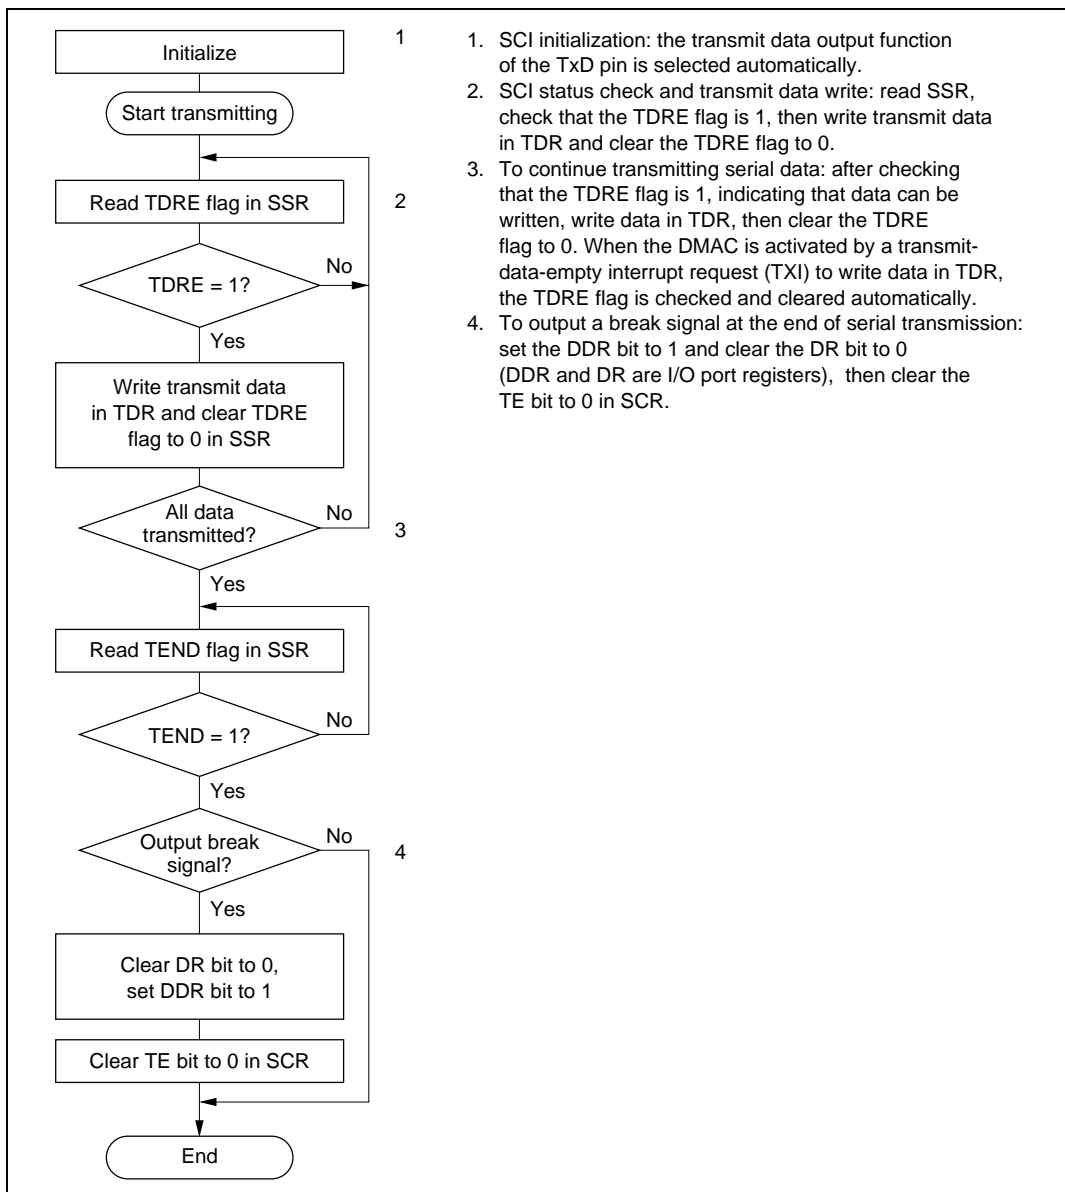 Initialize
1
Start transmitting
Read TDRE flag in SSR
2
TDRE = 1?
No
Yes
Write transmit data
in TDR and clear TDRE
flag to 0 in SSR
All data
transmitted?
No
3
Yes
Read TEND flag in SSR
TEND = 1?
No
Yes
Output break
signal?
No
4
Yes
Clear DR bit to 0,
set DDR bit to 1
Clear TE bit to 0 in SCR
End
1. SCI initialization: the transmit data output function
of the TxD pin is selected automatically.
2. SCI status check and transmit data write: read SSR,
check that the TDRE flag is 1, then write transmit data
in TDR and clear the TDRE flag to 0.
3. To continue transmitting serial data: after checking
that the TDRE flag is 1, indicating that data can be
written, write data in TDR, then clear the TDRE
flag to 0. When the DMAC is activated by a transmit-
data-empty interrupt request (TXI) to write data in TDR,
the TDRE flag is checked and cleared automatically.
4. To output a break signal at the end of serial transmission:
set the DDR bit to 1 and clear the DR bit to 0
(DDR and DR are I/O port registers), then clear the
TE bit to 0 in SCR.